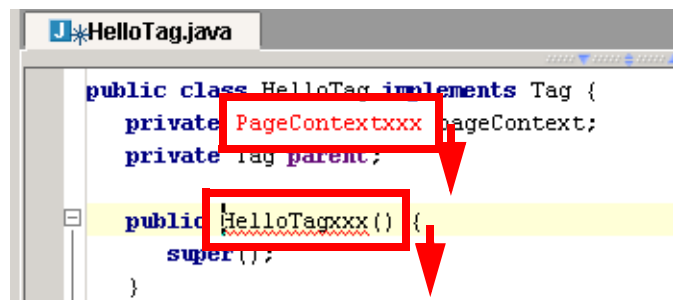 HelloTag.java
public class HelloTag implements Tag {
private PageContextxxx pageContext;
private Tag parent;
public HelloTagxxx() {
super();
}